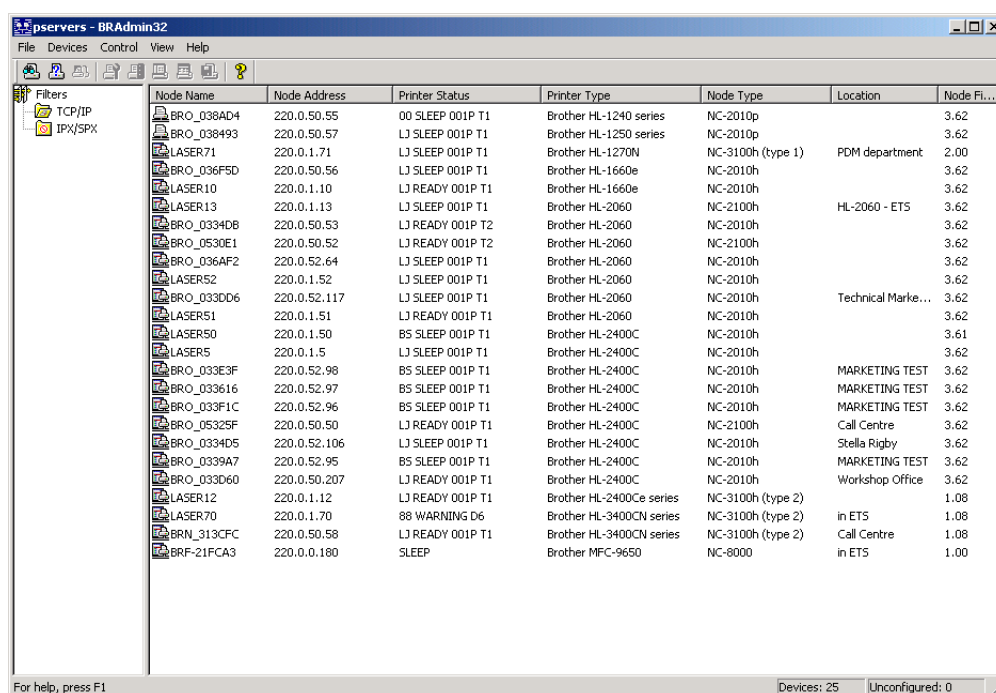 pservers - BRAdmin32
File Devices Control View Help
Filters
TCP/IP
IPX/SPX
Node Name Node Address Printer Status Printer Type Node Type Location Node Fi...
BRO_038AD4 220.0.50.55 00 SLEEP 001P T1 Brother HL-1240 series NC-2010p 3.62
BRO_038493 220.0.50.57 LJ SLEEP 001P T1 Brother HL-1250 series NC-2010p 3.62
LASER71 220.0.1.71 LJ SLEEP 001P T1 Brother HL-1270N NC-3100h (type 1) PDM department 2.00
BRO_036F5D 220.0.50.56 LJ SLEEP 001P T1 Brother HL-1660e NC-2010h 3.62
LASER10 220.0.1.10 LJ READY 001P T1 Brother HL-1660e NC-2010h 3.62
LASER13 220.0.1.13 LJ SLEEP 001P T1 Brother HL-2060 NC-2100h HL-2060 - ETS 3.62
BRO_0334DB 220.0.50.53 LJ READY 001P T2 Brother HL-2060 NC-2010h 3.62
BRO_0530E1 220.0.50.52 LJ READY 001P T2 Brother HL-2060 NC-2100h 3.62
BRO_036AF2 220.0.52.64 LJ SLEEP 001P T1 Brother HL-2060 NC-2010h 3.62
LASER52 220.0.1.52 LJ SLEEP 001P T1 Brother HL-2060 NC-2010h 3.62
BRO_033DD6 220.0.52.117 LJ SLEEP 001P T1 Brother HL-2060 NC-2010h Technical Marke... 3.62
LASER51 220.0.1.51 LJ READY 001P T1 Brother HL-2060 NC-2010h 3.62
LASER50 220.0.1.50 BS SLEEP 001P T1 Brother HL-2400C NC-2010h 3.61
LASER5 220.0.1.5 LJ SLEEP 001P T1 Brother HL-2400C NC-2010h 3.62
BRO_033E3F 220.0.52.98 BS SLEEP 001P T1 Brother HL-2400C NC-2010h MARKETING TEST 3.62
BRO_033616 220.0.52.97 BS SLEEP 001P T1 Brother HL-2400C NC-2010h MARKETING TEST 3.62
BRO_033F1C 220.0.52.96 BS SLEEP 001P T1 Brother HL-2400C NC-2010h MARKETING TEST 3.62
BRO_05325F 220.0.50.50 LJ READY 001P T1 Brother HL-2400C NC-2100h Call Centre 3.62
BRO_0334D5 220.0.52.106 LJ SLEEP 001P T1 Brother HL-2400C NC-2010h Stella Rigby 3.62
BRO_0339A7 220.0.52.95 BS SLEEP 001P T1 Brother HL-2400C NC-2010h MARKETING TEST 3.62
BRO_033D60 220.0.50.207 LJ READY 001P T1 Brother HL-2400C NC-2010h Workshop Office 3.62
LASER12 220.0.1.12 LJ READY 001P T1 Brother HL-2400Ce series NC-3100h (type 2) 1.08
LASER70 220.0.1.70 88 WARNING D6 Brother HL-3400CN series NC-3100h (type 2) in ETS 1.08
BRN_313CFC 220.0.50.58 LJ READY 001P T1 Brother HL-3400CN series NC-3100h (type 2) Call Centre 1.08
BRF-21FCA3 220.0.0.180 SLEEP Brother MFC-9650 NC-8000 in ETS 1.00
For help, press F1 Devices: 25 Unconfigured: 0